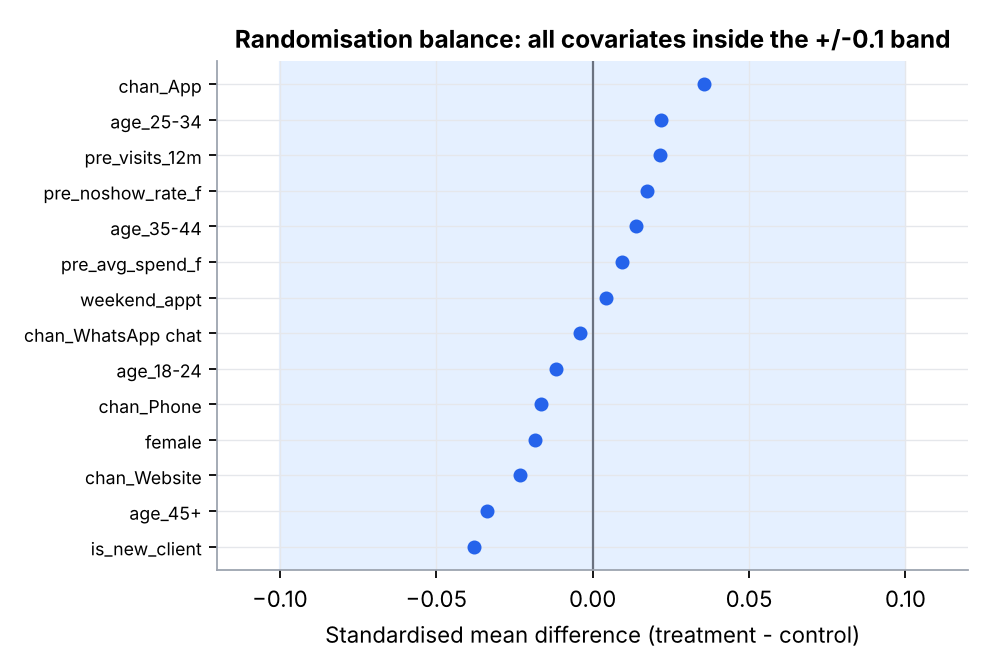 Randomisation balance: all covariates inside the +/-0.1 band
chan_App
age_25-34
pre_visits_12m
pre_noshow_rate_f
age_35-44
pre_avg_spend_f
weekend_appt
chan_WhatsApp chat
age_18-24
chan_Phone
female
chan_Website
age_45+
is_new_client
−0.10 −0.05 0.00 0.05 0.10
Standardised mean difference (treatment - control)